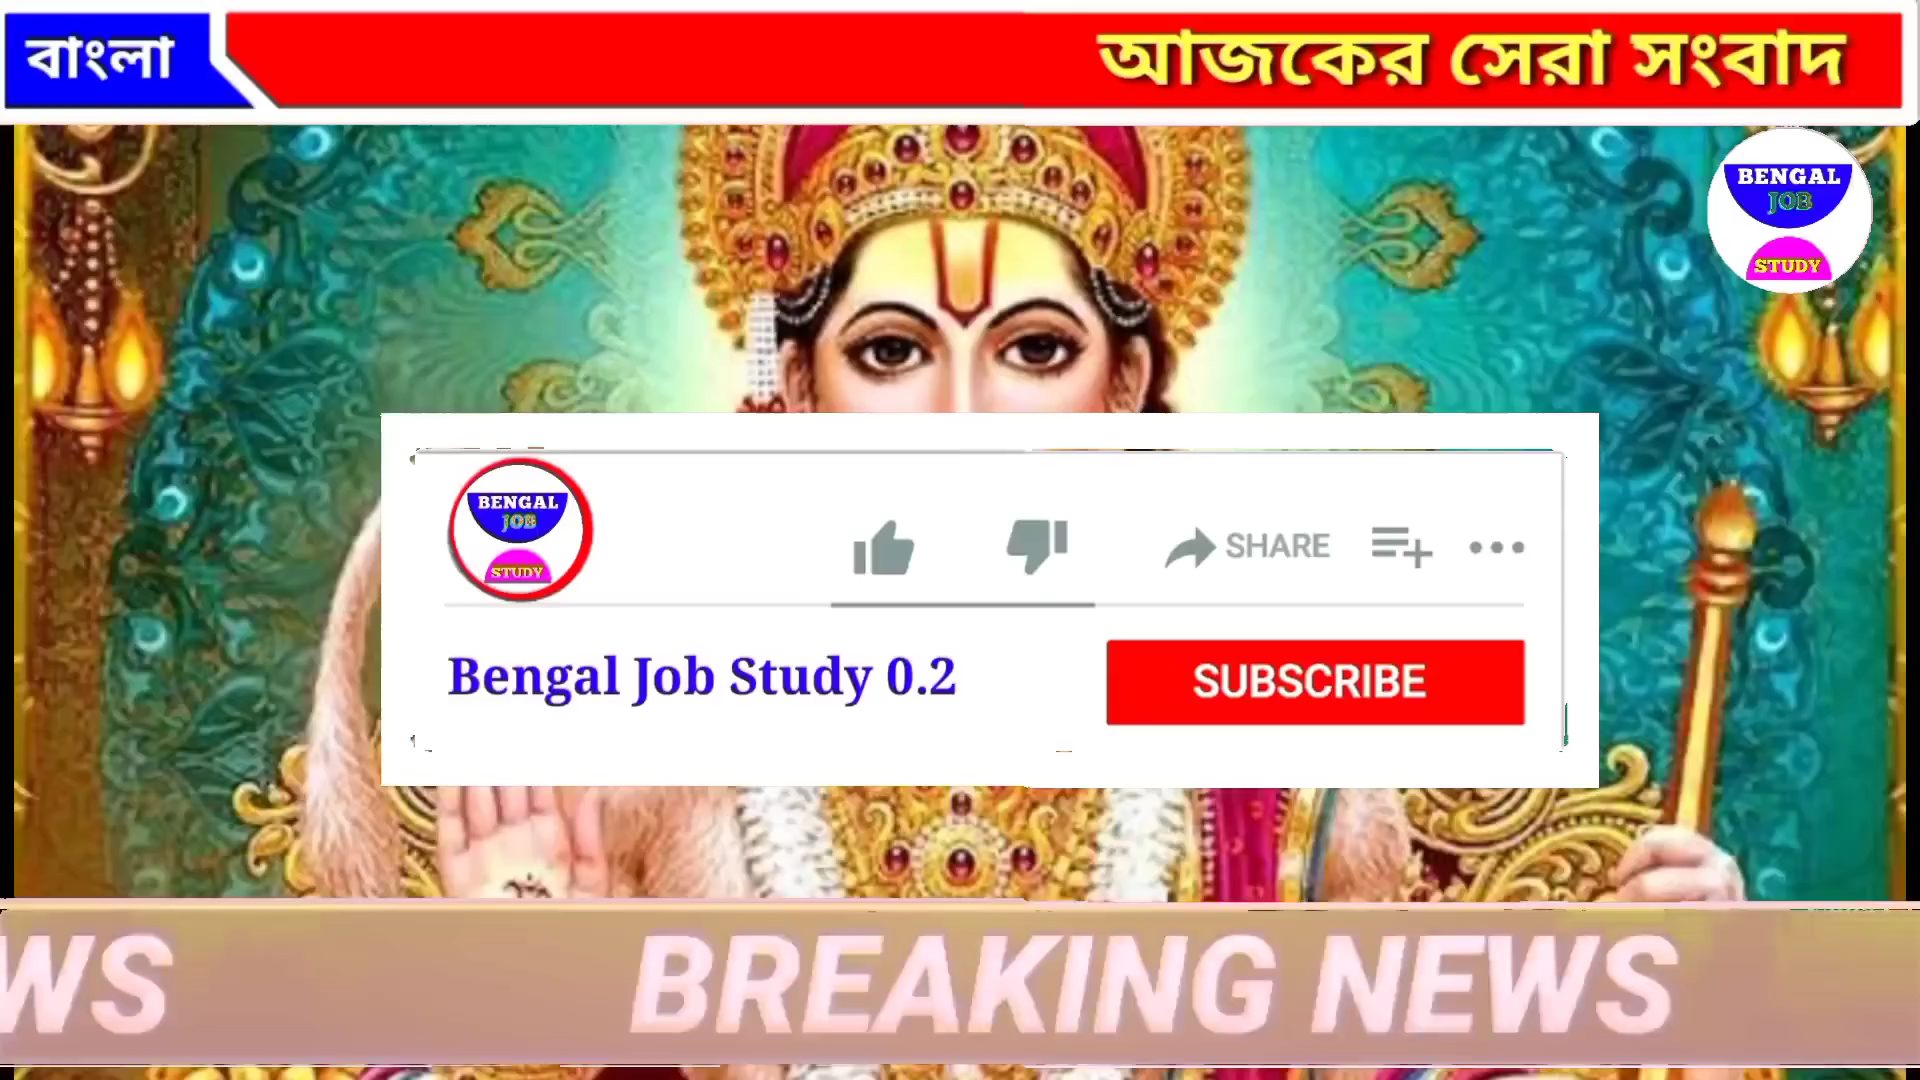 বাংলা
আজকের সেরা সংবাদ
BENGAL
JOB
STUDY
BENGAL
JOB
STUDY
SHARE
Bengal Job Study 0.2
SUBSCRIBE
WS BREAKING NEWS